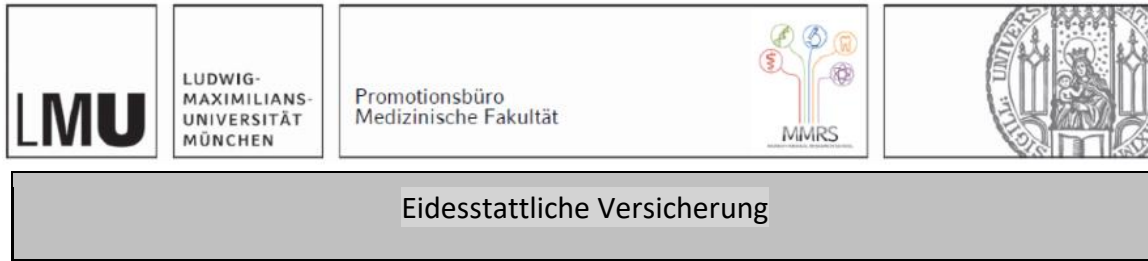 LMU
LUDWIG-
MAXIMILIANS-
UNIVERSITÄT
MÜNCHEN
Promotionsbüro
Medizinische Fakultät
MMRS
Eidesstattliche Versicherung